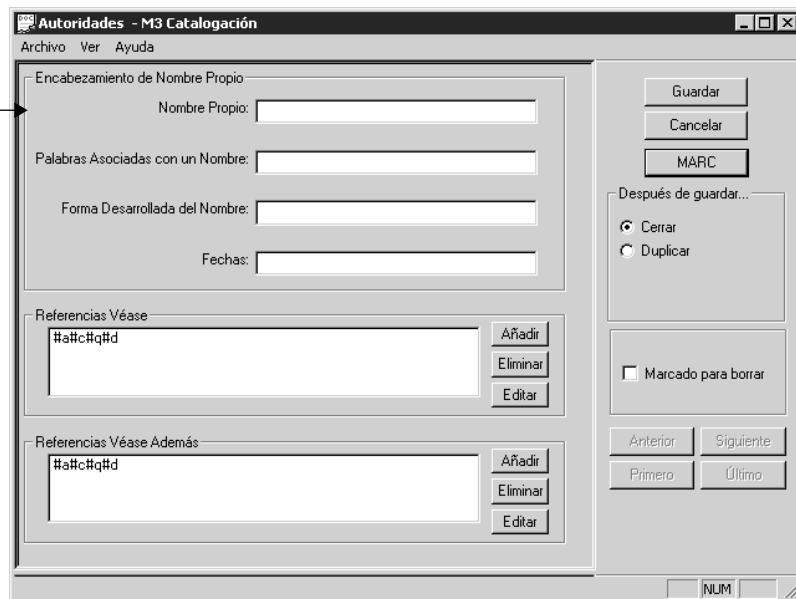 Autoridades - M3 Catalogación
Archivo Ver Ayuda
Encabezamiento de Nombre Propio
Nombre Propio:
Palabras Asociadas con un Nombre:
Forma Desarrollada del Nombre:
Fechas:
Referencias Véase
#a#c#q#d
Añadir
Eliminar
Editar
Referencias Véase Además
#a#c#q#d
Añadir
Eliminar
Editar
Guardar
Cancelar
MARC
Después de guardar...
Cerrar
Duplicar
Marcado para borrar
Anterior Siguiente
Primero Último
NUM